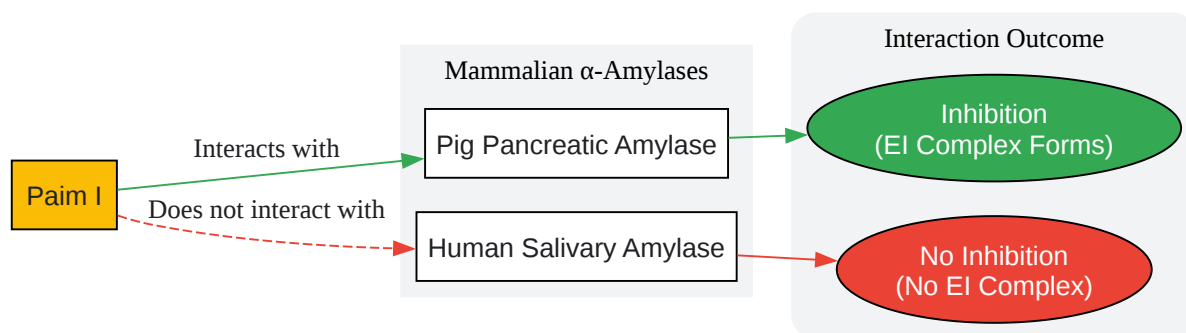 Interaction Outcome
Mammalian α-Amylases
Inhibition
(EI Complex Forms)
Pig Pancreatic Amylase
Interacts with
Paim I
Does not interact with
Human Salivary Amylase
No Inhibition
(No EI Complex)